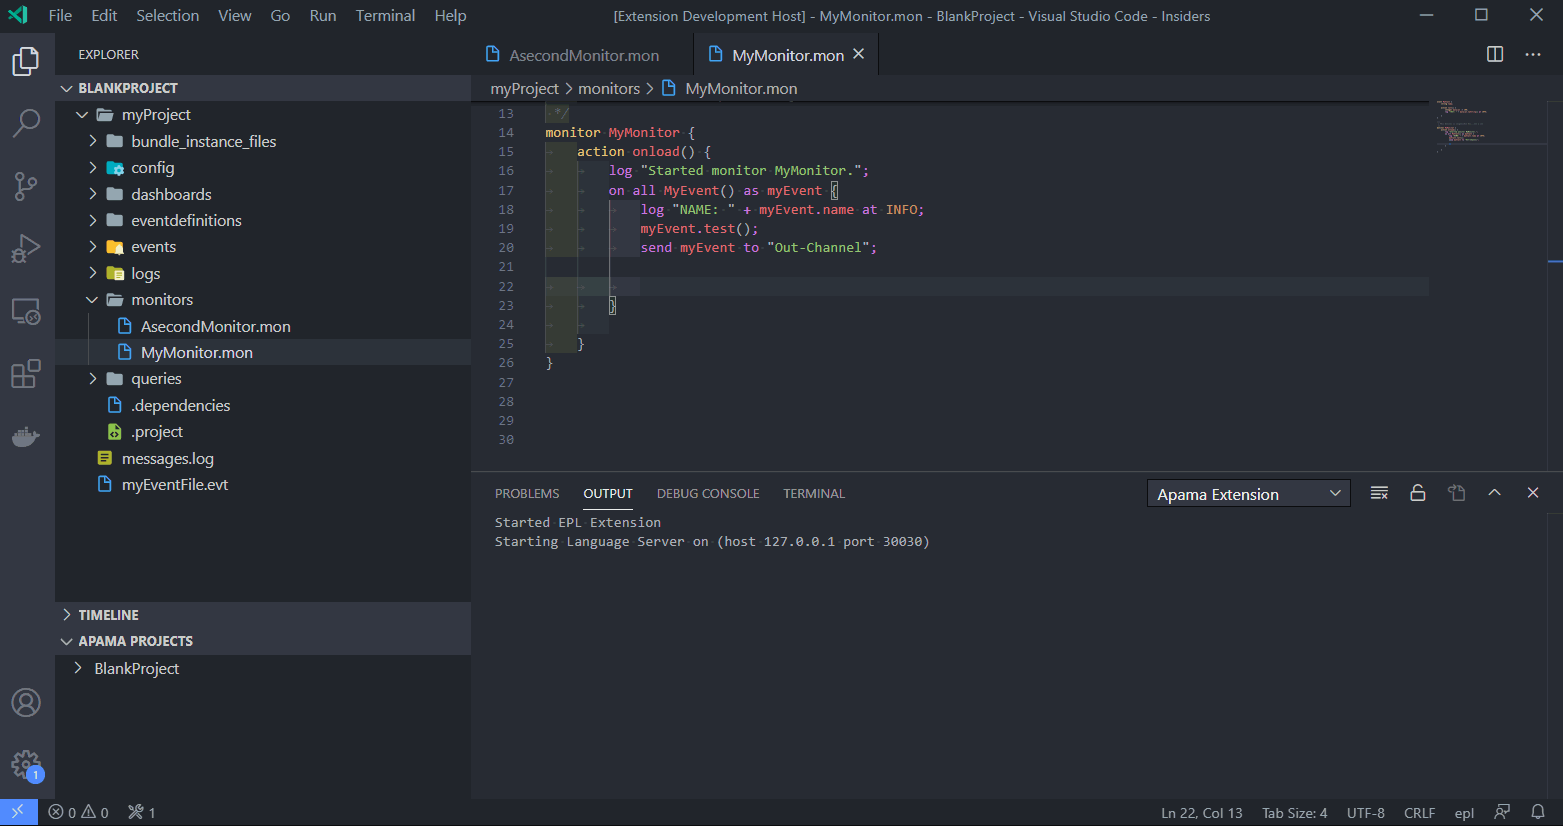 File Edit Selection View Go Run Terminal Help
[Extension Development Host] - MyMonitor.mon - BlankProject - Visual Studio Code - Insiders
EXPLORER
BLANKPROJECT
myProject
bundle_instance_files
config
dashboards
eventdefinitions
events
logs
monitors
AsecondMonitor.mon
MyMonitor.mon
queries
.dependencies
.project
messages.log
myEventFile.evt
TIMELINE
APAMA PROJECTS
BlankProject
1
AsecondMonitor.mon MyMonitor.mon
myProject > monitors > MyMonitor.mon
13 */
14 monitor MyMonitor {
15 action onload() {
16 log "Started monitor MyMonitor.";
17 on all MyEvent() as myEvent {
18 log "NAME: " + myEvent.name at INFO;
19 myEvent.test();
20 send myEvent to "Out-Channel";
21
22
23 }
24
25 }
26 }
27
28
29
30
PROBLEMS OUTPUT DEBUG CONSOLE TERMINAL
Apama Extension
Started EPL Extension
Starting Language Server on (host 127.0.0.1 port 30030)
0 0 1
Ln 22, Col 13 Tab Size: 4 UTF-8 CRLF epl